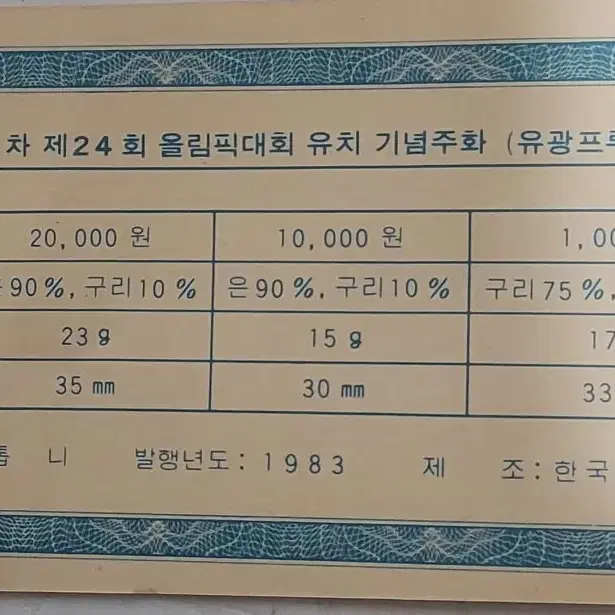 차 제24회 올림픽대회 유치 기념주화 (유광프
20,000 원 10,000 원 1,00
90 %, 구리10 % 은90 %, 구리10 % 구리75 %,
23 g 15 g 17
35 mm 30 mm 33
톱 니 발행년도: 1983 제 조: 한국